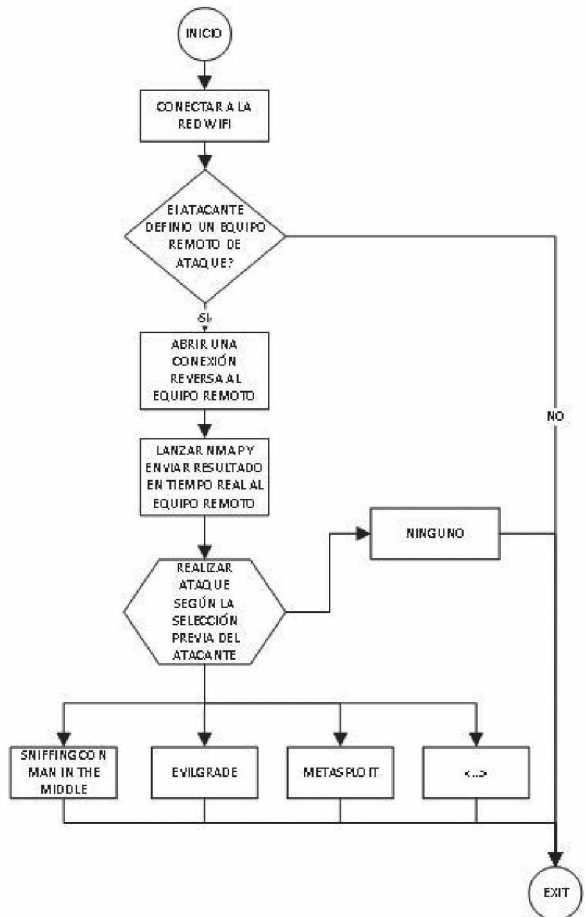 INICIO
CONECTAR A LA
RED WIFI
El ATACANTE
DEFINIO UN EQUIPO
REMOTO DE
ATAQUE?
Si
ABRIR UNA
CONEXIÓN
REVERSA AL
EQUIPO REMOTO
NO
LANZAR NMAP Y
ENVIAR RESULTADO
EN TIEMPO REAL AL
EQUIPO REMOTO
NINGUNO
REALIZAR
ATAQUE
SEGÚN LA
SELECCIÓN
PREVIA DEL
ATACANTE
SNIFFING CON
MAN IN THE
MIDDLE
EVILGRADE
METASPLOIT
<...>
EXIT